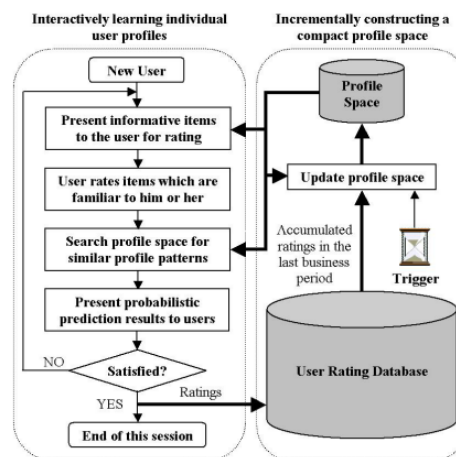 Interactively learning individual
user profiles
New User
Present informative items
to the user for rating
User rates items which are
familiar to him or her
Search profile space for
similar profile patterns
Present probabilistic
prediction results to users
NO
Satisfied?
YES
Ratings
End of this session
Incrementally constructing a
compact profile space
Profile
Space
Update profile space
Accumulated
ratings in the
last business
period
Trigger
User Rating Database